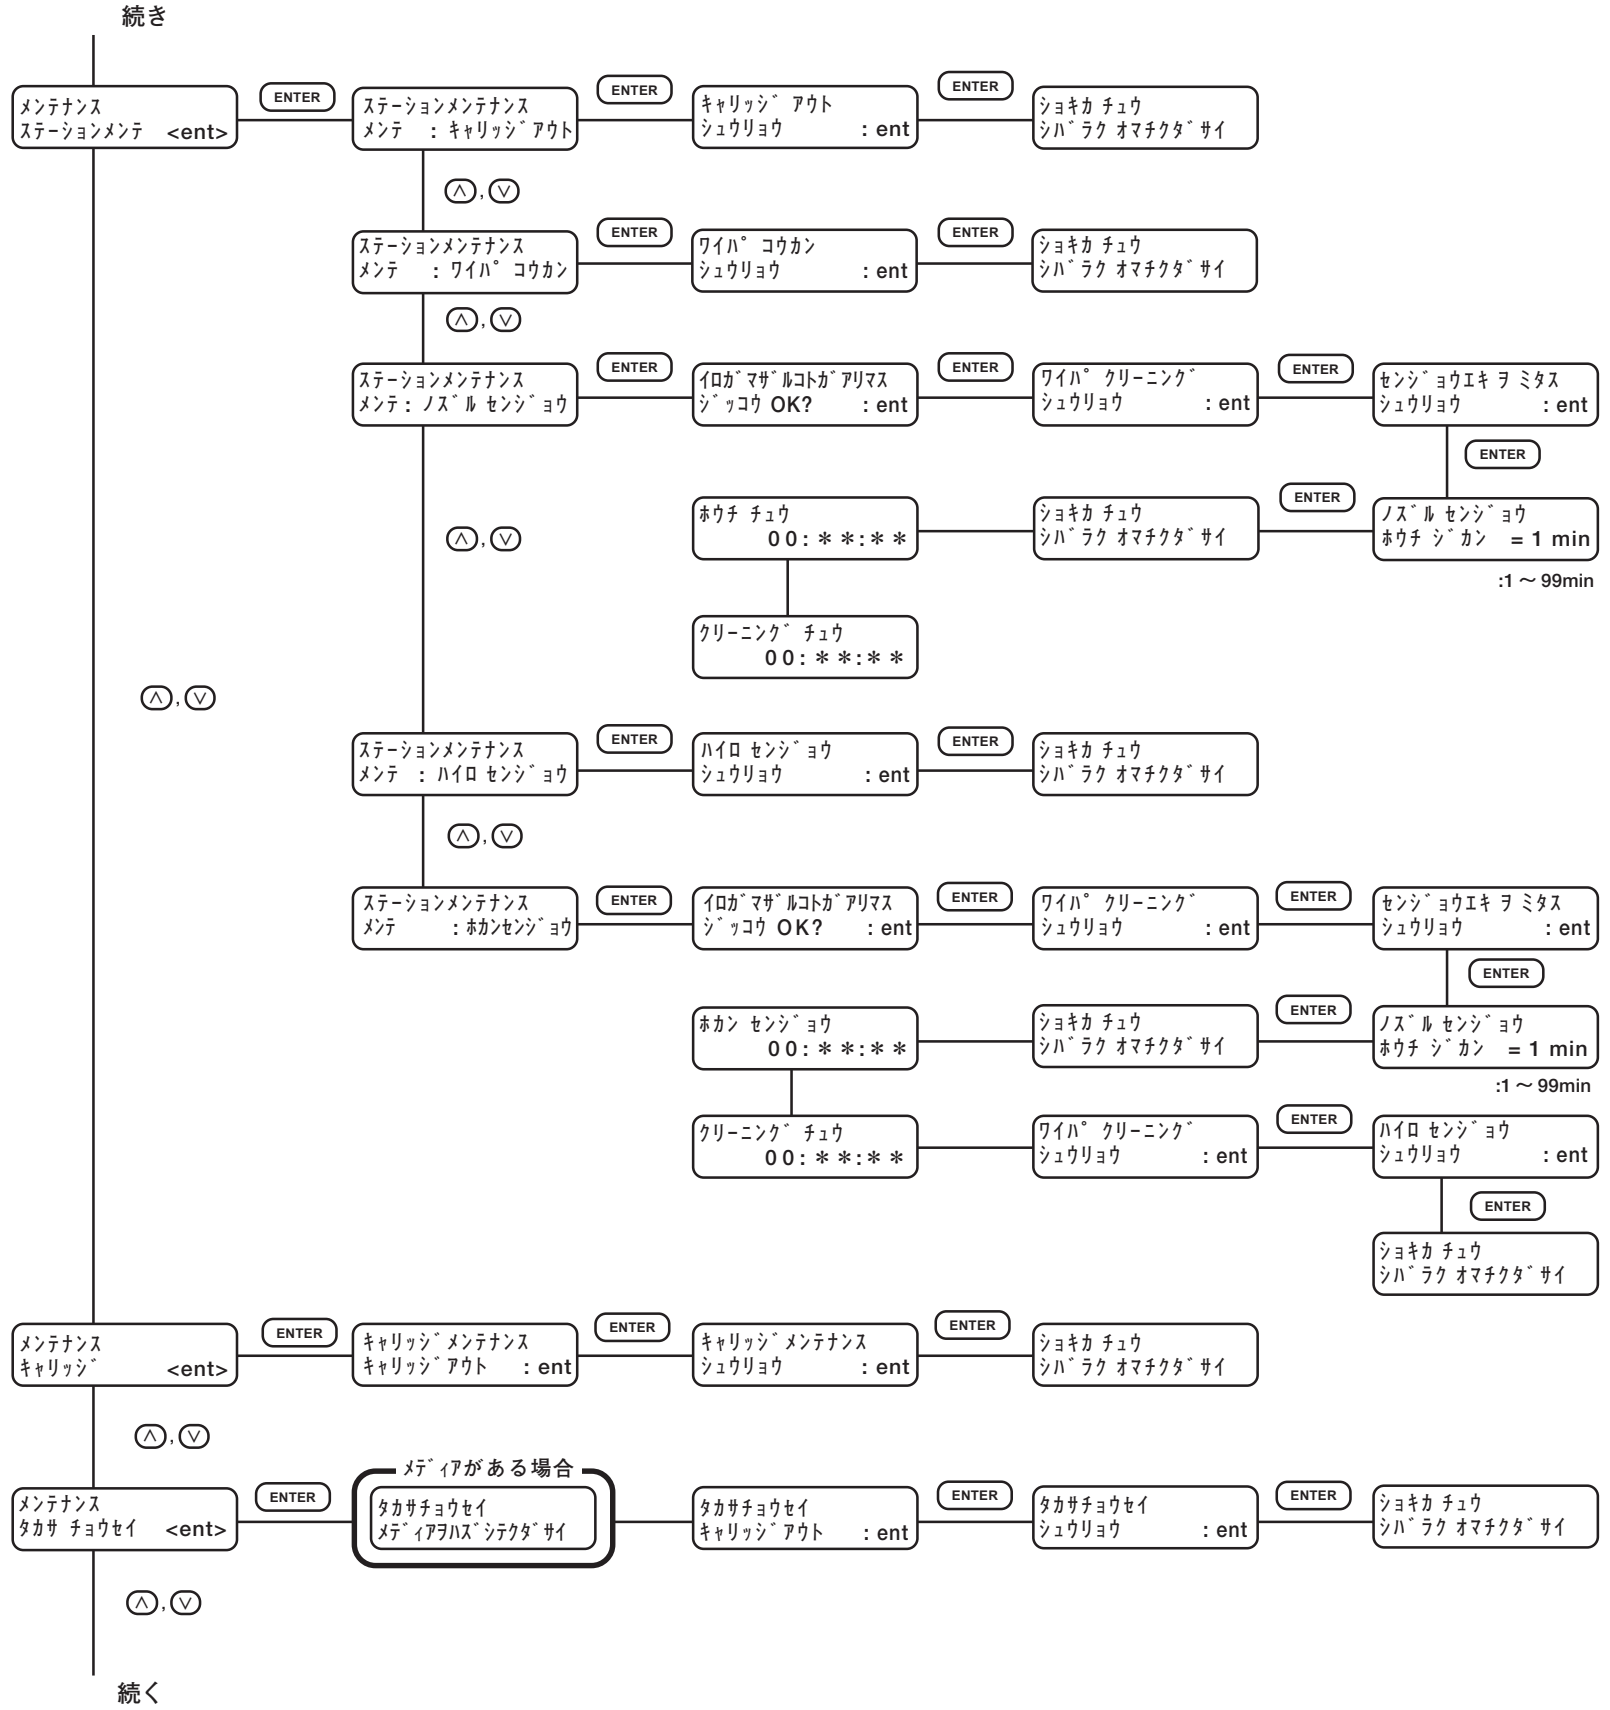 続き
メンテナンス
ステーションメンテ <ent>
ENTER
ステーションメンテナンス
メンテ : キャリッジアウト
ENTER
キャリッジ アウト
シュウリョウ : ent
ENTER
ショキカ チュウ
シバラク オマチクダサイ
∧, ∨
ステーションメンテナンス
メンテ : ワイパ コウカン
ENTER
ワイパ コウカン
シュウリョウ : ent
ENTER
ショキカ チュウ
シバラク オマチクダサイ
∧, ∨
ステーションメンテナンス
メンテ : ノズル センジョウ
ENTER
イロガマザルコトガアリマス
ジッコウ OK? : ent
ENTER
ワイパ クリーニング
シュウリョウ : ent
ENTER
センジョウエキ ヲ ミタス
シュウリョウ : ent
ENTER
ノズル センジョウ
ホウチ ジカン = 1 min
:1 ～ 99min
ENTER
ショキカ チュウ
シバラク オマチクダサイ
ホウチ チュウ
00:**:**
クリーニング チュウ
00:**:**
∧, ∨
∧, ∨
ステーションメンテナンス
メンテ : ハイロ センジョウ
ENTER
ハイロ センジョウ
シュウリョウ : ent
ENTER
ショキカ チュウ
シバラク オマチクダサイ
∧, ∨
ステーションメンテナンス
メンテ : ホカンセンジョウ
ENTER
イロガマザルコトガアリマス
ジッコウ OK? : ent
ENTER
ワイパ クリーニング
シュウリョウ : ent
ENTER
センジョウエキ ヲ ミタス
シュウリョウ : ent
ENTER
ノズル センジョウ
ホウチ ジカン = 1 min
:1 ～ 99min
ENTER
ショキカ チュウ
シバラク オマチクダサイ
ホカン センジョウ
00:**:**
クリーニング チュウ
00:**:**
ワイパ クリーニング
シュウリョウ : ent
ENTER
ハイロ センジョウ
シュウリョウ : ent
ENTER
ショキカ チュウ
シバラク オマチクダサイ
メンテナンス
キャリッジ <ent>
ENTER
キャリッジメンテナンス
キャリッジアウト : ent
ENTER
キャリッジメンテナンス
シュウリョウ : ent
ENTER
ショキカ チュウ
シバラク オマチクダサイ
∧, ∨
メンテナンス
タカサ チョウセイ <ent>
ENTER
メディアがある場合
タカサチョウセイ
メディアヲハズシテクダサイ
タカサチョウセイ
キャリッジアウト : ent
ENTER
タカサチョウセイ
シュウリョウ : ent
ENTER
ショキカ チュウ
シバラク オマチクダサイ
∧, ∨
続く